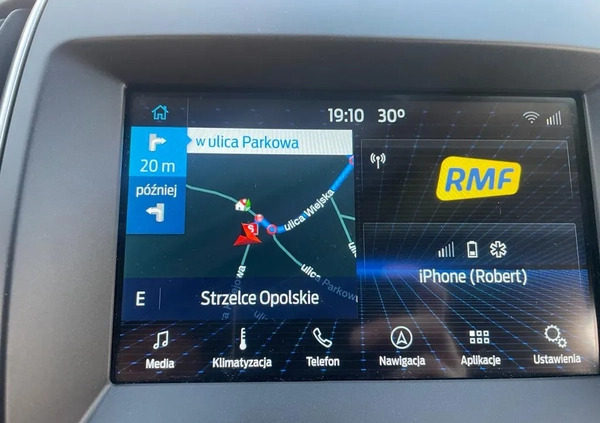 19:10 30°
w ulica Parkowa
20 m
później
ulica Wiejska
ulica Parkowa
E
Strzelce Opolskie
RMF
iPhone (Robert)
Media
Klimatyzacja
Telefon
Nawigacja
Aplikacje
Ustawienia